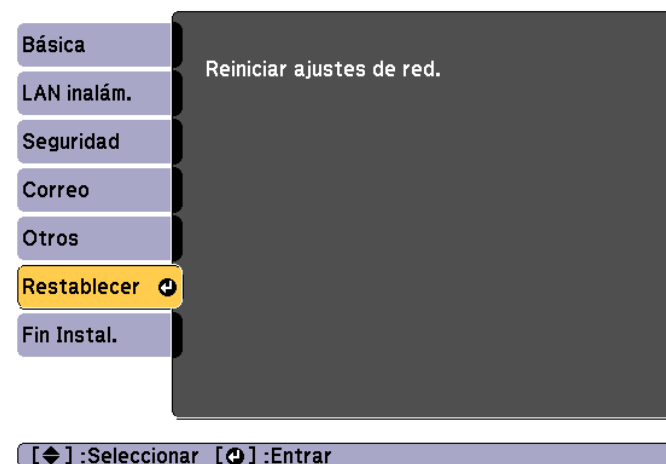 Básica
LAN inalám.
Seguridad
Correo
Otros
Restablecer
Fin Instal.
Reiniciar ajustes de red.
[◆] :Seleccionar [⏎] :Entrar